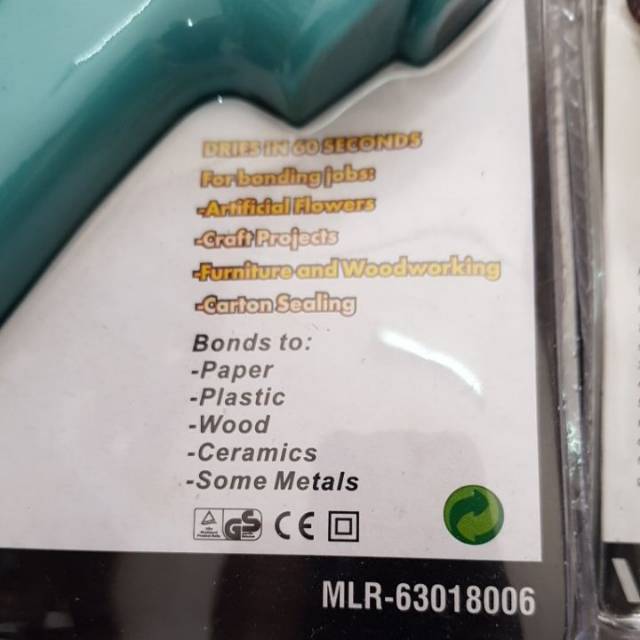 DRIES IN 60 SECONDS
For bonding jobs:
-Artificial Flowers
-Craft Projects
-Furniture and Woodworking
-Carton Sealing
Bonds to:
-Paper
-Plastic
-Wood
-Ceramics
-Some Metals
GS CE
MLR-63018006